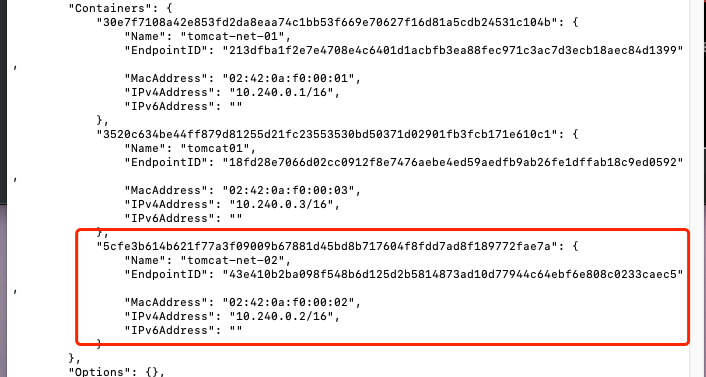 "Containers": {
"30e7f7108a42e853fd2da8eaa74c1bb53f669e70627f16d81a5cdb24531c104b": {
"Name": "tomcat-net-01",
"EndpointID": "213dfba1f2e7e4708e4c6401d1acbfb3ea88fec971c3ac7d3ecb18aec84d1399"
,
"MacAddress": "02:42:0a:f0:00:01",
"IPv4Address": "10.240.0.1/16",
"IPv6Address": ""
},
"3520c634be44ff879d81255d21fc23553530bd50371d02901fb3fcb171e610c1": {
"Name": "tomcat01",
"EndpointID": "18fd28e7066d02cc0912f8e7476aebe4ed59aedfb9ab26fe1dffab18c9ed0592"
,
"MacAddress": "02:42:0a:f0:00:03",
"IPv4Address": "10.240.0.3/16",
"IPv6Address": ""
},
"5cfe3b614b621f77a3f09009b67881d45bd8b717604f8fdd7ad8f189772fae7a": {
"Name": "tomcat-net-02",
"EndpointID": "43e410b2ba098f548b6d125d2b5814873ad10d77944c64ebf6e808c0233caec5"
,
"MacAddress": "02:42:0a:f0:00:02",
"IPv4Address": "10.240.0.2/16",
"IPv6Address": ""
}
},
"Options": {},